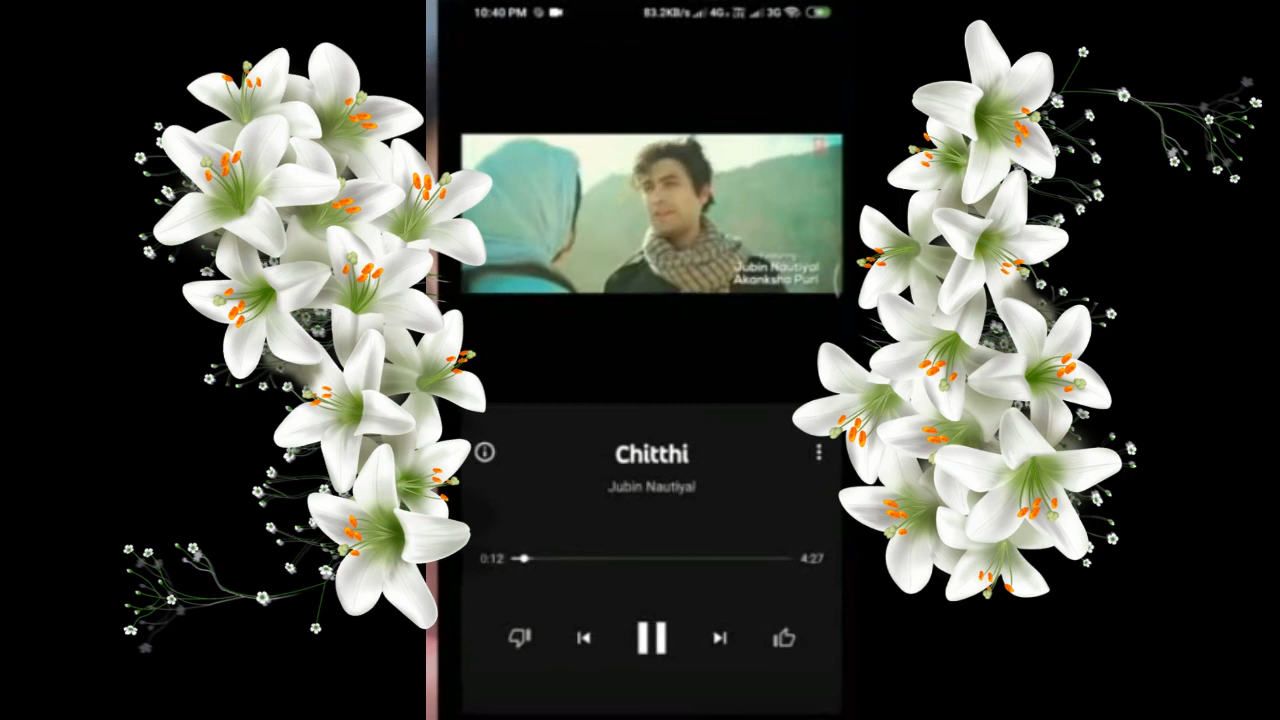 10:40 PM
83.2KB/s 4G 3G
Jubin Nautiyal
Akanksha Puri
Chitthi
Jubin Nautiyal
0:12
4:27